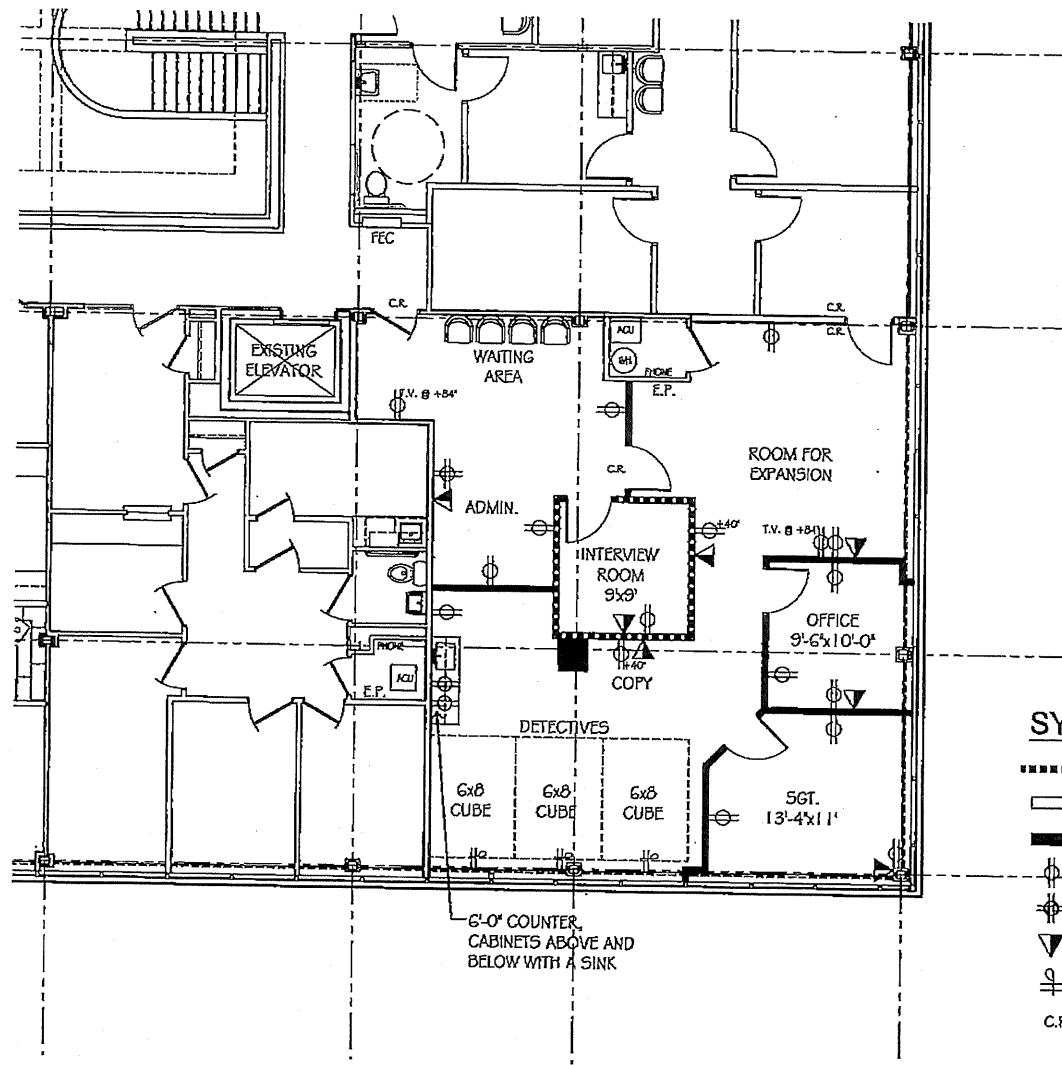 FEC
C.R.
C.R.
C.R.
EXISTING
ELEVATOR
WAITING
AREA
ACU
PHONE
E.P.
T.V. @ +84"
ROOM FOR
EXPANSION
C.R.
ADMIN.
INTERVIEW
ROOM
9'x9'
+40"
T.V. @ +84"
OFFICE
9'-6"x10'-0"
PHONE
ACU
E.P.
+40"
COPY
DETECTIVES
6x8
CUBE
6x8
CUBE
6x8
CUBE
SGT.
13'-4"x11'
SY
6'-0" COUNTER,
CABINETS ABOVE AND
BELOW WITH A SINK